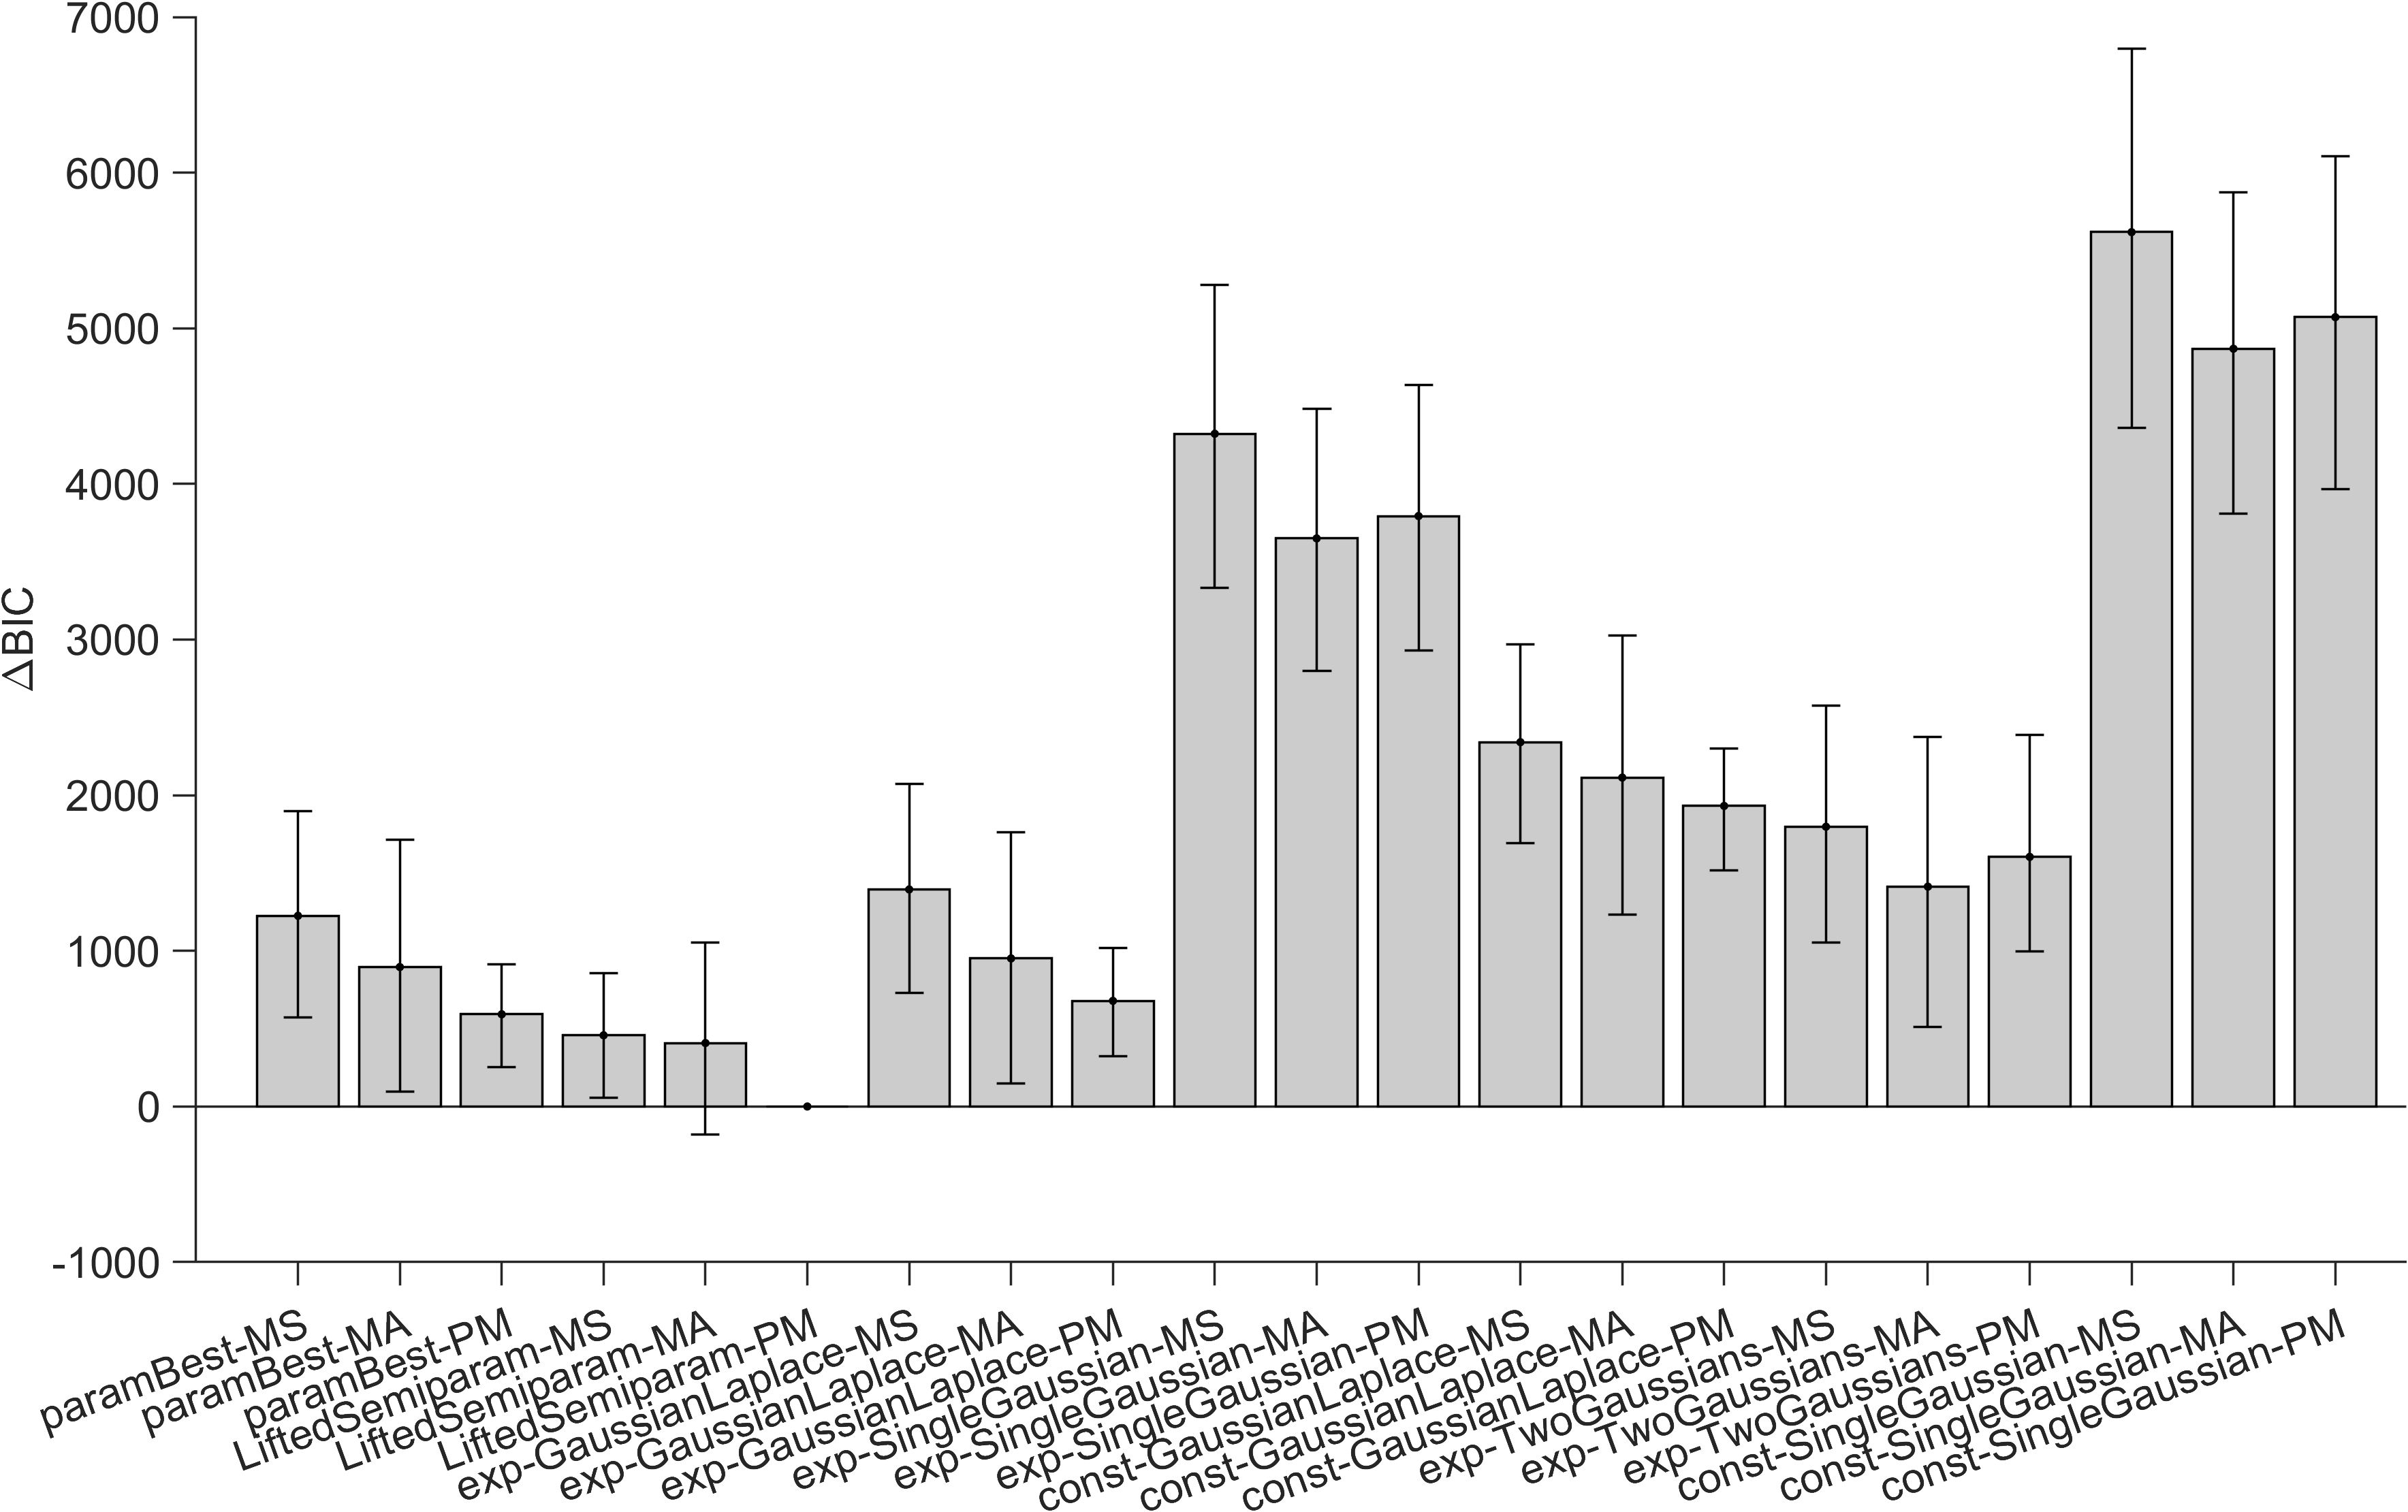 7000
6000
5000
4000
3000
2000
1000
0
-1000
ΔBIC
paramBest-MS
paramBest-MA
paramBest-PM
LiftedSemiparam-MS
LiftedSemiparam-MA
LiftedSemiparam-PM
exp-GaussianLaplace-MS
exp-GaussianLaplace-MA
exp-GaussianLaplace-PM
exp-SingleGaussian-MS
exp-SingleGaussian-MA
exp-SingleGaussian-PM
const-GaussianLaplace-MS
const-GaussianLaplace-MA
const-GaussianLaplace-PM
exp-TwoGaussians-MS
exp-TwoGaussians-MA
exp-TwoGaussians-PM
const-SingleGaussian-MS
const-SingleGaussian-MA
const-SingleGaussian-PM